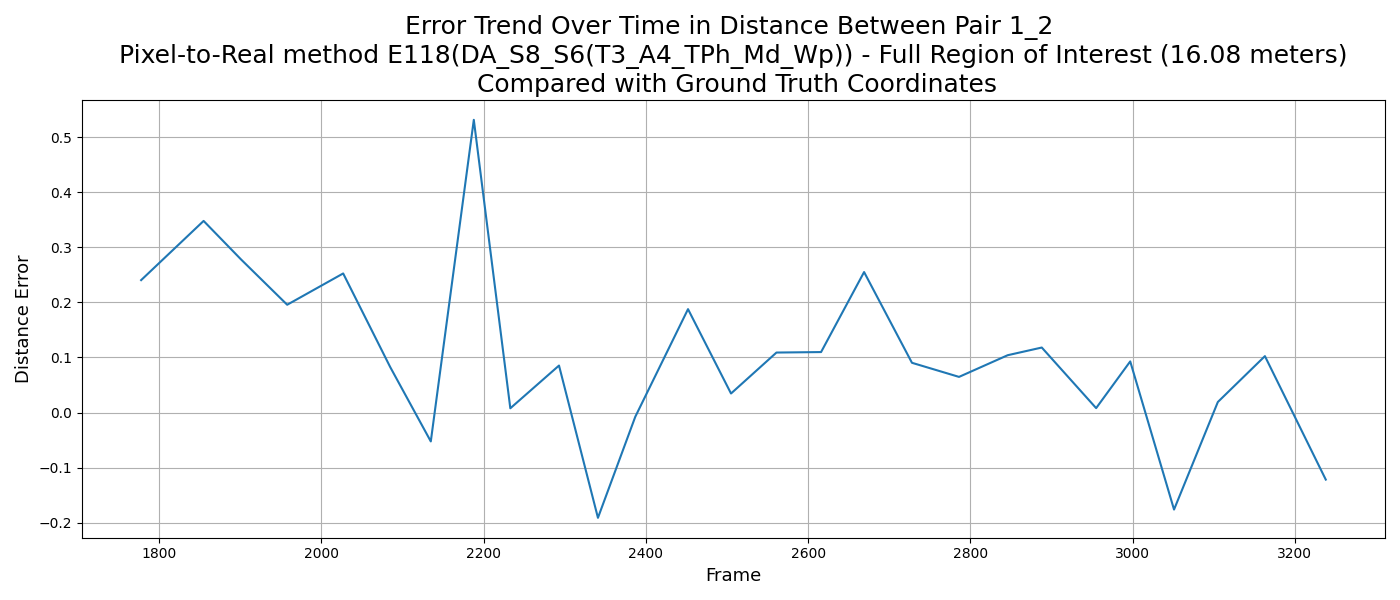 Error Trend Over Time in Distance Between Pair 1_2
Pixel-to-Real method E118(DA_S8_S6(T3_A4_TPh_Md_Wp)) - Full Region of Interest (16.08 meters)
Compared with Ground Truth Coordinates
Distance Error
0.5
0.4
0.3
0.2
0.1
0.0
−0.1
−0.2
1800 2000 2200 2400 2600 2800 3000 3200
Frame